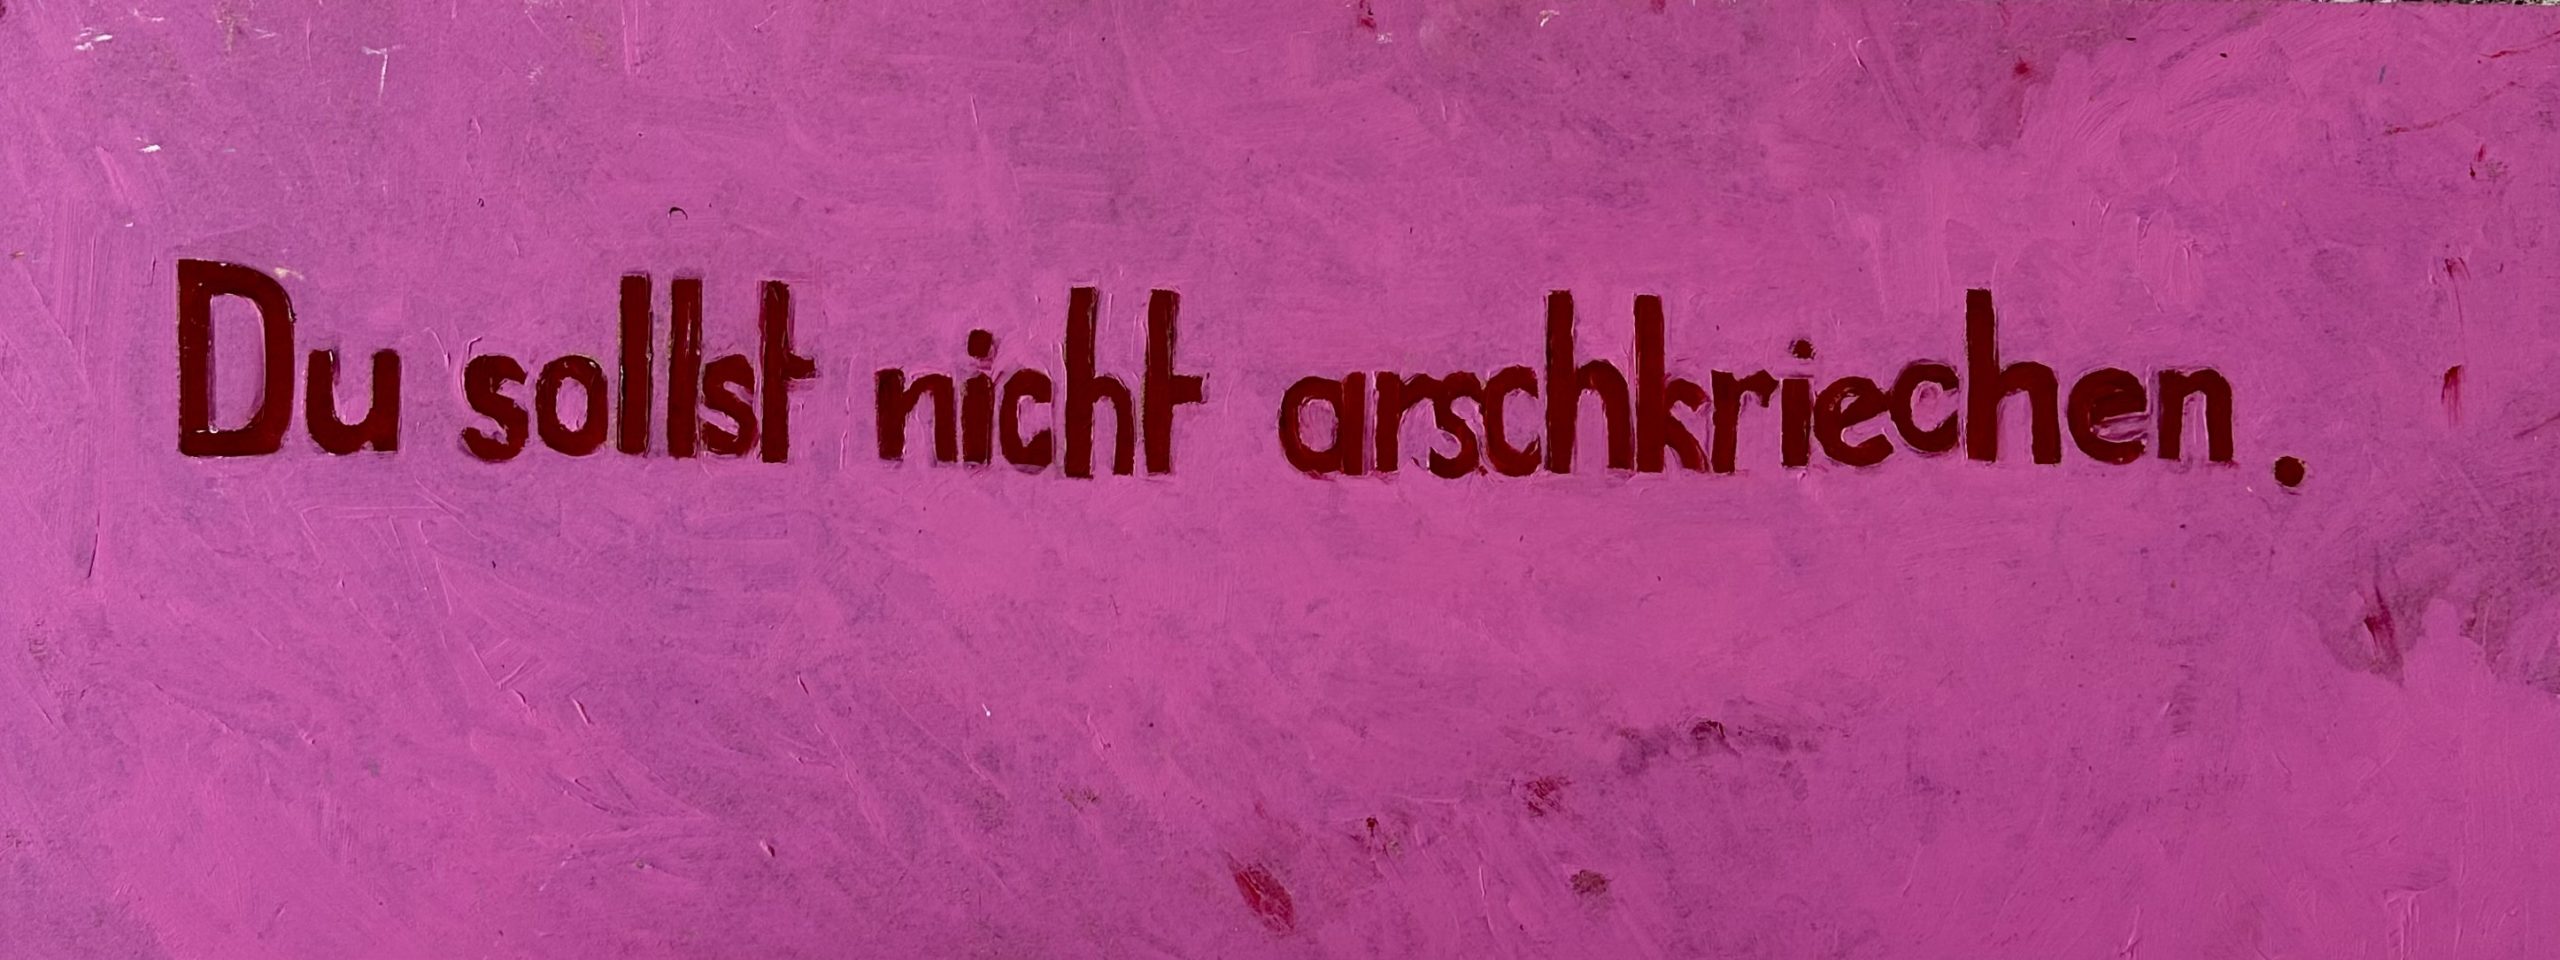 Du sollst nicht arschkriechen.